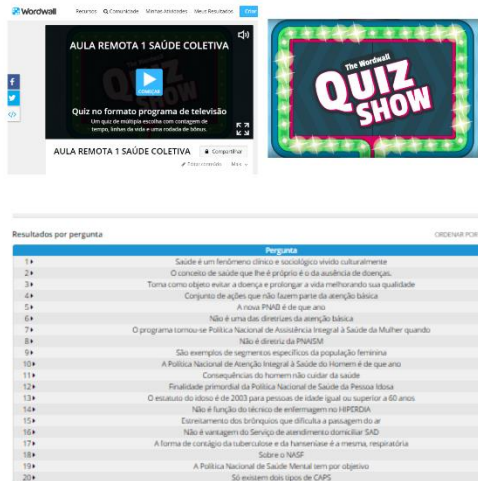 Wordwall
Recursos Comunidade Minhas Atividades Meus Resultados Criar
AULA REMOTA 1 SAÚDE COLETIVA
COMEÇAR
Quiz no formato programa de televisão
Um quiz de múltipla escolha com contagem de
tempo, linhas da vida e uma rodada de bônus.
AULA REMOTA 1 SAÚDE COLETIVA
Compartilhar
Mais
The Wordwall
QUIZ
SHOW
Resultados por pergunta
ORDENAR POR
Pergunta
1 Saúde é um fenômeno clínico e sociológico vivido culturalmente
2 O conceito de saúde que lhe é próprio é o da ausência de doenças.
3 Toma como objeto evitar a doença e prolongar a vida melhorando sua qualidade
4 Conjunto de ações que não fazem parte da atenção básica
5 A nova PNAB é de que ano
6 Não é uma das diretrizes da atenção básica
7 O programa tornou-se Política Nacional de Assistência Integral à Saúde da Mulher quando
8 Não é diretriz da PNAISM
9 São exemplos de segmentos específicos da população feminina
10 A Política Nacional de Atenção Integral à Saúde do Homem é de que ano
11 Consequências do homem não cuidar da saúde
12 Finalidade primordial da Política Nacional de Saúde da Pessoa Idosa
13 O estatuto do idoso é de 2003 para pessoas de idade igual ou superior a 60 anos
14 Não é função do técnico de enfermagem no HIPERDIA
15 Estreitamento dos brônquios que dificulta a passagem do ar
16 Não é vantagem do Serviço de atendimento domiciliar SAD
17 A forma de contágio da tuberculose e da hanseníase é a mesma, respiratória
18 Sobre o NASF
19 A Política Nacional de Saúde Mental tem por objetivo
20 Só existem dois tipos de CAPS